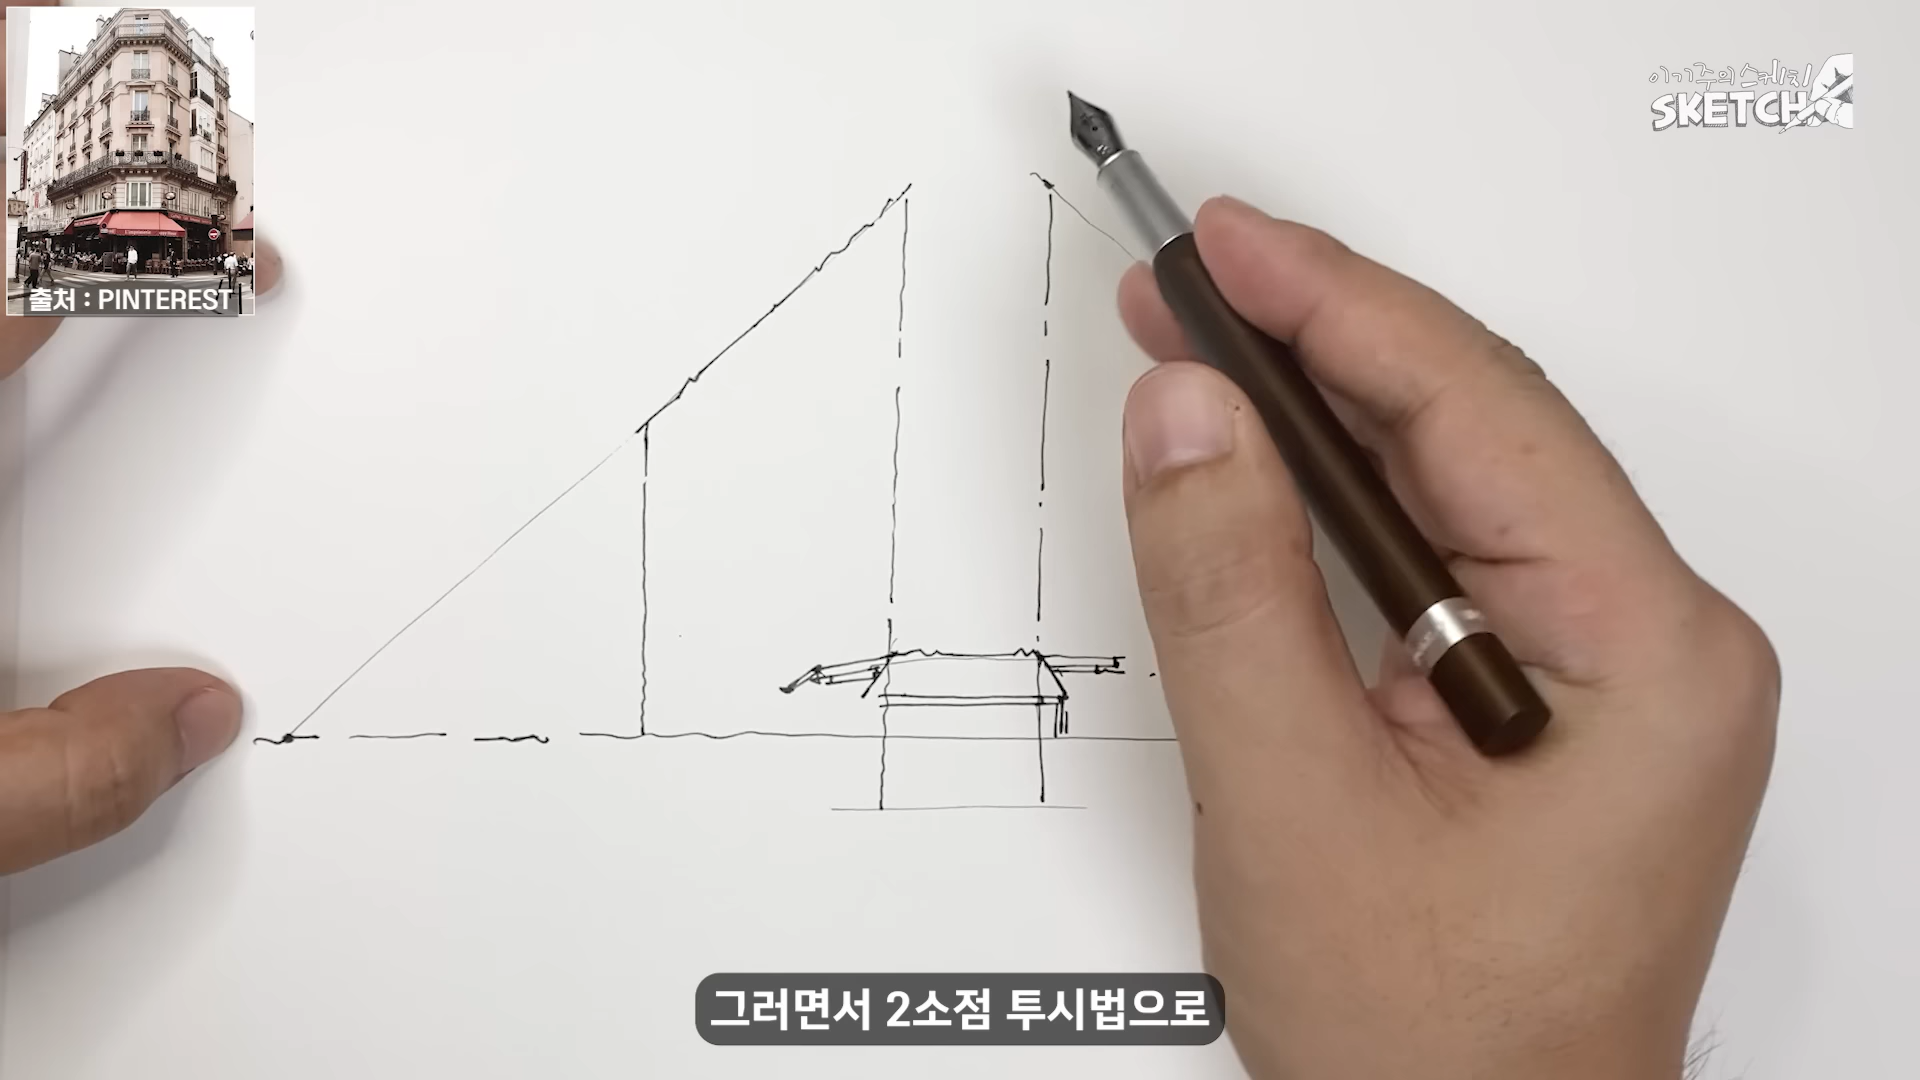 출처 : PINTEREST
이기주의 스케치
SKETCH
그러면서 2소점 투시법으로